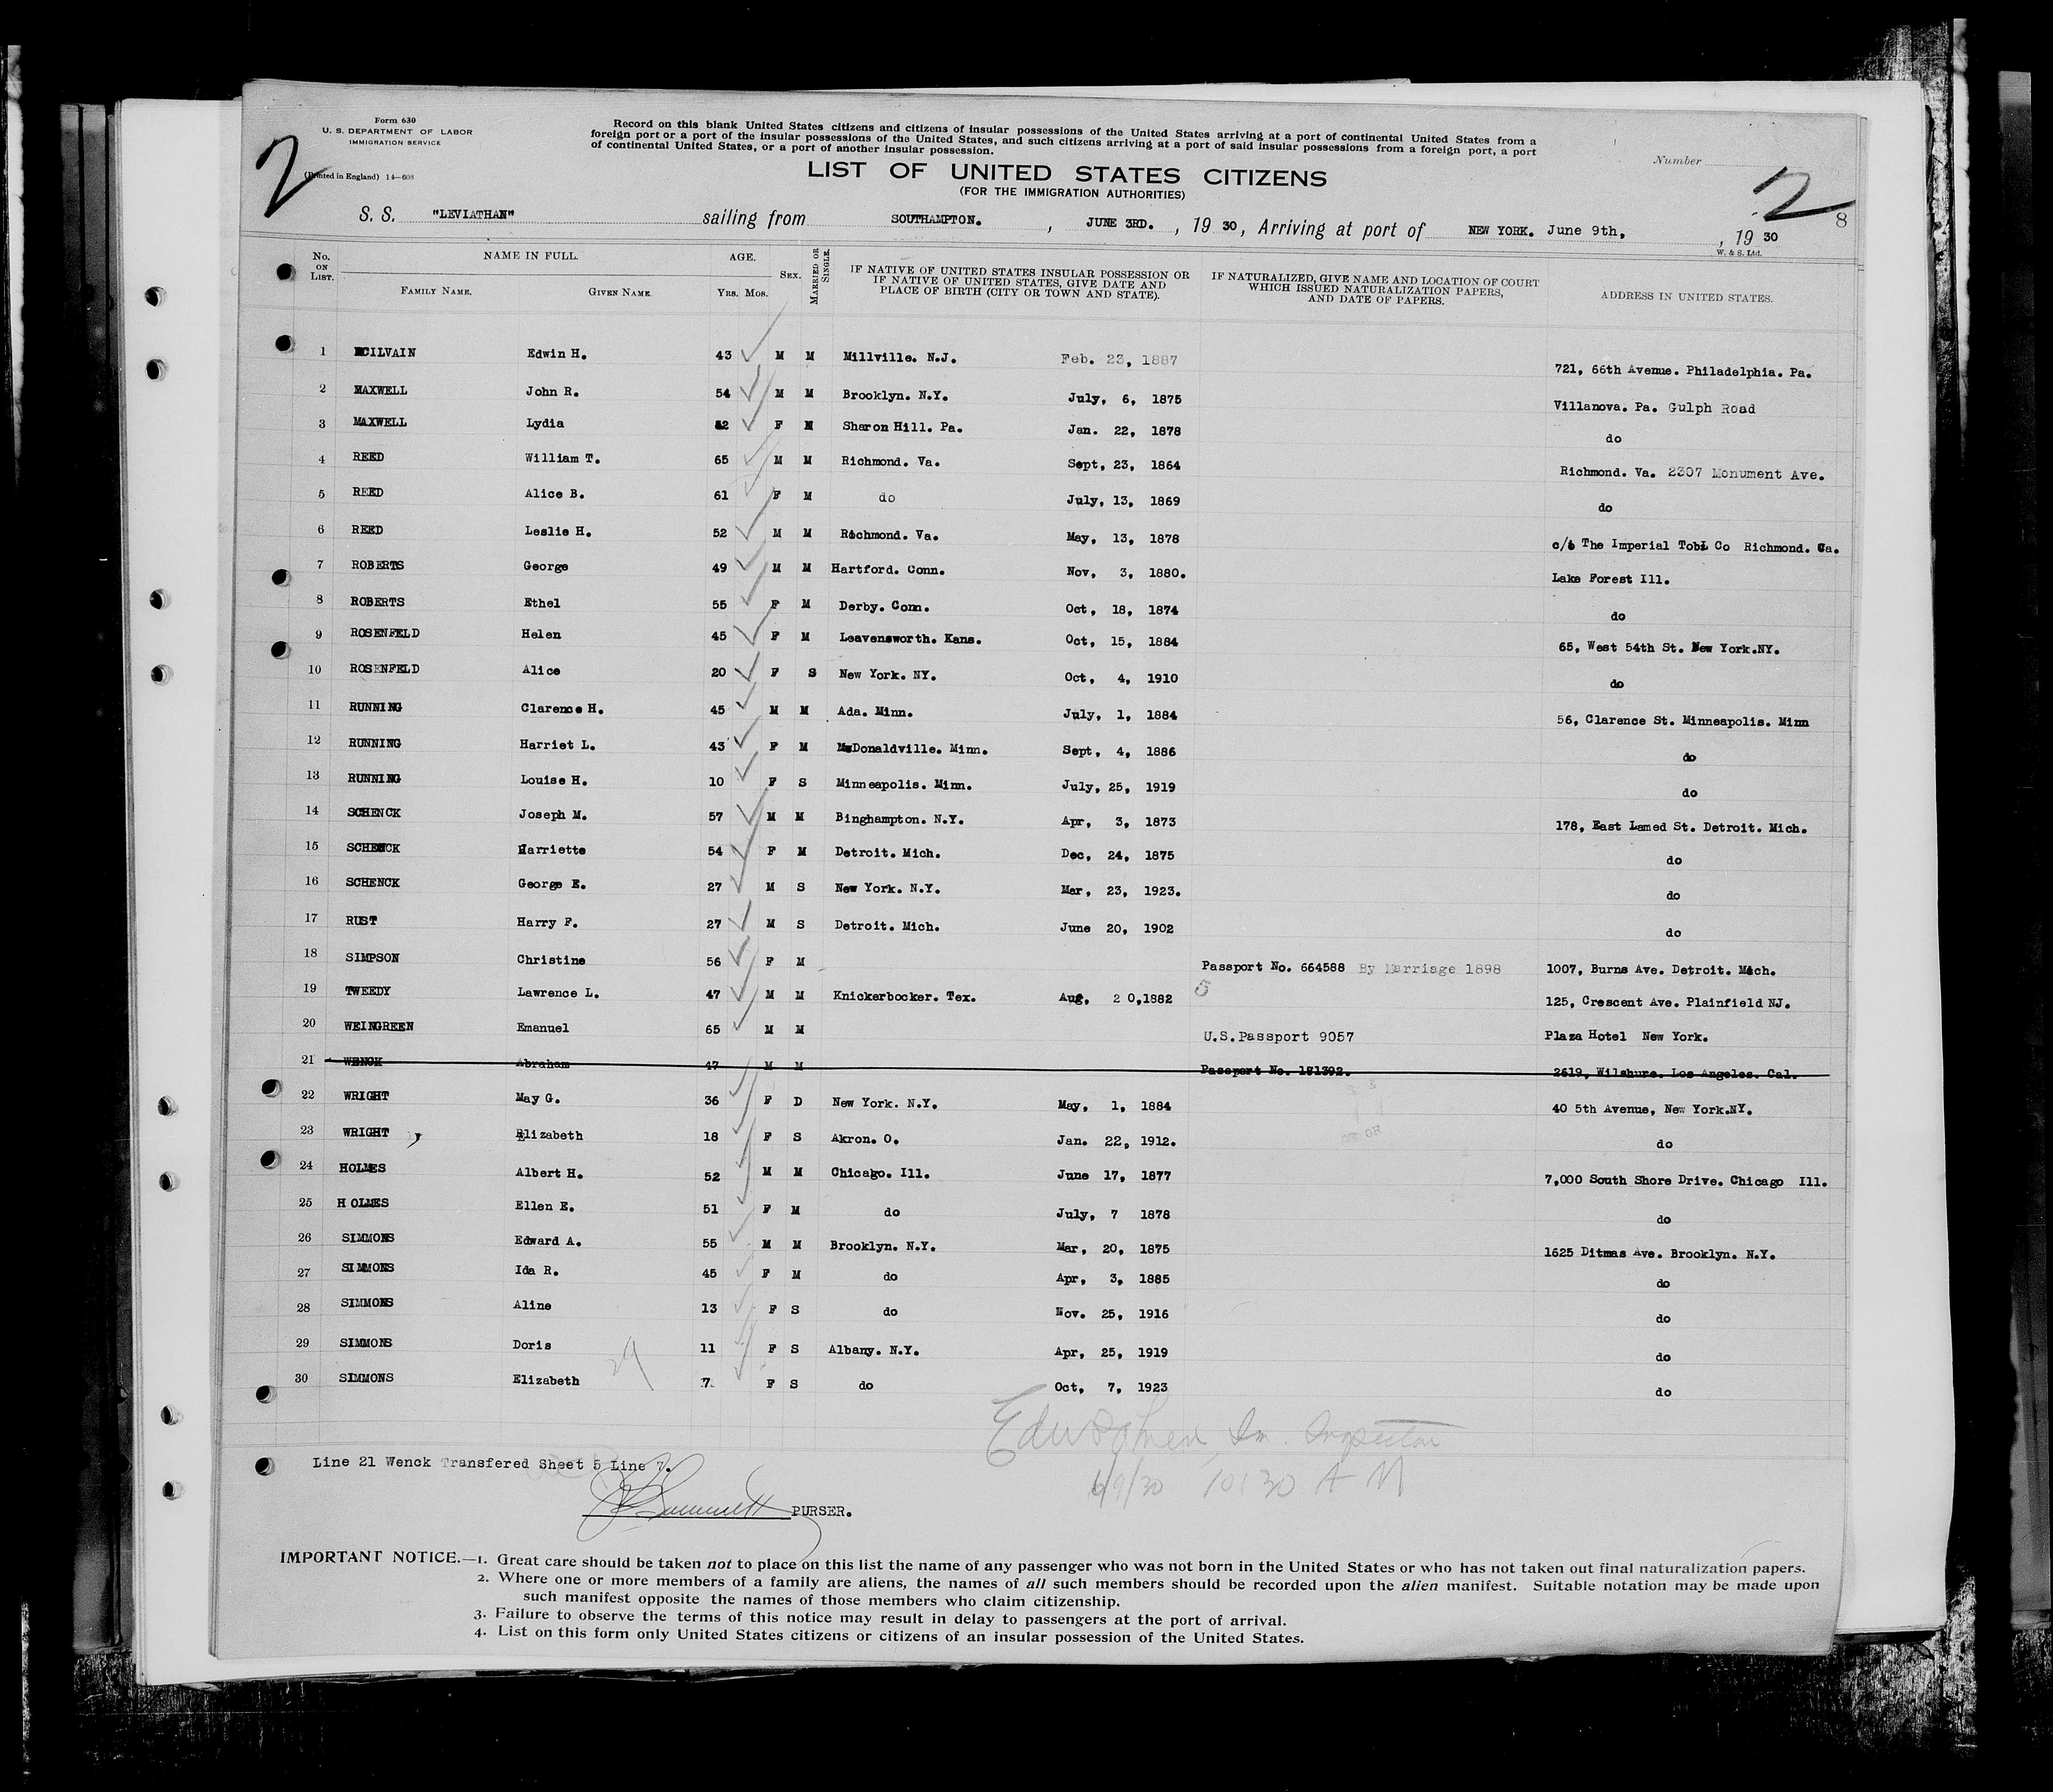 Form 630
U. S. DEPARTMENT OF LABOR
IMMIGRATION SERVICE
(Printed in England) 14—608
2
Record on this blank United States citizens and citizens of insular possessions of the United States arriving at a port of continental United States from a
foreign port or a port of the insular possessions of the United States, and such citizens arriving at a port of said insular possessions from a foreign port, a port
of continental United States, or a port of another insular possession.
LIST OF UNITED STATES CITIZENS
(FOR THE IMMIGRATION AUTHORITIES)
Number
2
8
S. S. "LEVIATHAN" sailing from SOUTHAMPTON. , JUNE 3RD. , 19 30, Arriving at port of NEW YORK. June 9th, , 19 30
W. & S. Ltd.
No. ON LIST. NAME IN FULL. AGE. SEX. MARRIED OR SINGLE. IF NATIVE OF UNITED STATES INSULAR POSSESSION OR IF NATIVE OF UNITED STATES, GIVE DATE AND PLACE OF BIRTH (CITY OR TOWN AND STATE). IF NATURALIZED, GIVE NAME AND LOCATION OF COURT WHICH ISSUED NATURALIZATION PAPERS, AND DATE OF PAPERS. ADDRESS IN UNITED STATES.
FAMILY NAME. GIVEN NAME. Yrs. Mos.
1 MCILVAIN Edwin H. 43 M M Millville. N.J. Feb. 23, 1887 721, 66th Avenue. Philadelphia. Pa.
2 MAXWELL John R. 54 M M Brooklyn. N.Y. July, 6, 1875 Villanova. Pa. Gulph Road
3 MAXWELL Lydia 52 F M Sharon Hill. Pa. Jan. 22, 1878 do
4 REED William T. 65 M M Richmond. Va. Sept, 23, 1864 Richmond. Va. 2307 Monument Ave.
5 REED Alice B. 61 F M do July, 13, 1869 do
6 REED Leslie H. 52 M M Richmond. Va. May, 13, 1878 c/o The Imperial Tob. Co Richmond. Va.
7 ROBERTS George 49 M M Hartford. Conn. Nov, 3, 1880. Lake Forest Ill.
8 ROBERTS Ethel 55 F M Derby. Conn. Oct, 18, 1874 do
9 ROSENFELD Helen 45 F M Leavensworth. Kans. Oct, 15, 1884 65, West 54th St. New York.NY.
10 ROSENFELD Alice 20 F S New York. NY. Oct, 4, 1910 do
11 RUNNING Clarence H. 45 M M Ada. Minn. July, 1, 1884 56, Clarence St. Minneapolis. Minn
12 RUNNING Harriet L. 43 F M McDonaldville. Minn. Sept, 4, 1886 do
13 RUNNING Louise H. 10 F S Minneapolis. Minn. July, 25, 1919 do
14 SCHENCK Joseph M. 57 M M Binghampton. N.Y. Apr, 3, 1873 178, East Lamed St. Detroit. Mich.
15 SCHENCK Harriette 54 F M Detroit. Mich. Dec, 24, 1875 do
16 SCHENCK George E. 27 M S New York. N.Y. Mar, 23, 1923. do
17 RUST Harry F. 27 M S Detroit. Mich. June 20, 1902 do
18 SIMPSON Christine 56 F M Passport No. 664588 By Marriage 1898 1007, Burns Ave. Detroit. Mich.
19 TWEEDY Lawrence L. 47 M M Knickerbocker. Tex. Aug, 2 0,1882 5 125, Crescent Ave. Plainfield NJ.
20 WEINGREEN Emanuel 65 M M U.S.Passport 9057 Plaza Hotel New York.
21 WENCK Abraham 47 M M Passport No. 181392. 2619, Wilshure. Los Angeles. Cal.
22 WRIGHT May G. 36 F D New York. N.Y. May, 1, 1884 40 5th Avenue, New York.NY.
23 WRIGHT , Elizabeth 18 F S Akron. O. Jan. 22, 1912. do
24 HOLMES Albert H. 52 M M Chicago. Ill. June 17, 1877 7,000 South Shore Drive. Chicago Ill.
25 H OLMES Ellen E. 51 F M do July, 7 1878 do
26 SIMMONS Edward A. 55 M M Brooklyn. N.Y. Mar, 20, 1875 1625 Ditmas Ave. Brooklyn. N.Y.
27 SIMMONS Ida R. 45 F M do Apr, 3, 1885 do
28 SIMMONS Aline 13 F S do Nov. 25, 1916 do
29 SIMMONS Doris 11 F S Albany. N.Y. Apr, 25, 1919 do
30 SIMMONS Elizabeth 7. F S do Oct, 7, 1923 do
29
Im. Inspector
6/9/30 10:30 A M
Line 21 Wenck Transfered Sheet 5 Line 7.
PURSER.
IMPORTANT NOTICE.—1. Great care should be taken not to place on this list the name of any passenger who was not born in the United States or who has not taken out final naturalization papers.
2. Where one or more members of a family are aliens, the names of all such members should be recorded upon the alien manifest. Suitable notation may be made upon
such manifest opposite the names of those members who claim citizenship.
3. Failure to observe the terms of this notice may result in delay to passengers at the port of arrival.
4. List on this form only United States citizens or citizens of an insular possession of the United States.